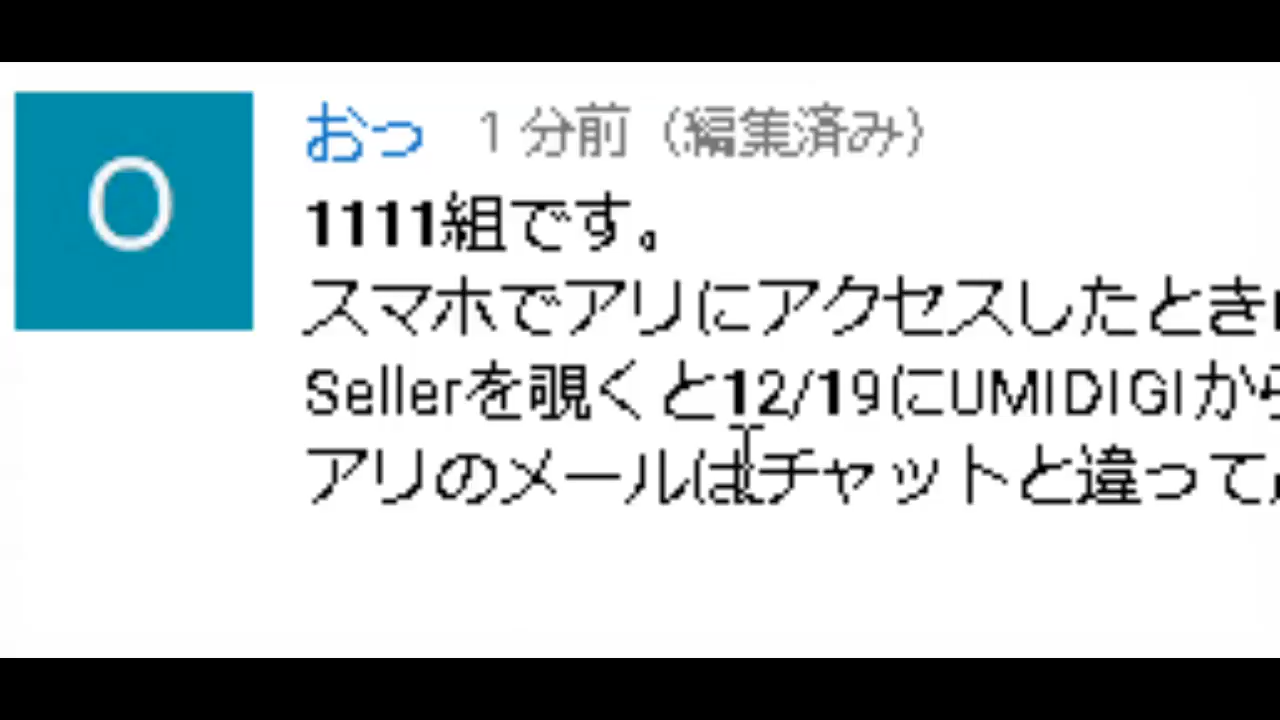 O
おっ 1 分前 (編集済み)
1111組です。
スマホでアリにアクセスしたとき
Sellerを覗くと12/19にUMIDIGIから
アリのメールはチャットと違って